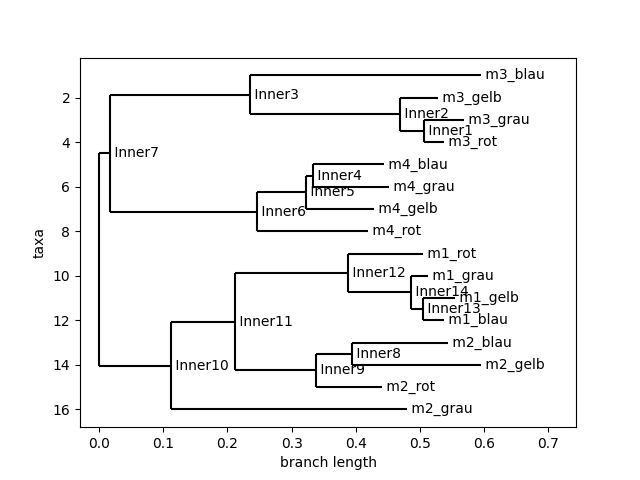 m3_blau
Inner3
m3_gelb
2
Inner2
m3_grau
Inner1
4
m3_rot
Inner7
m4_blau
Inner4
6
m4_grau
Inner5
m4_gelb
Inner6
8
m4_rot
m1_rot
Inner12
10
m1_grau
Inner14
m1_gelb
Inner13
12
m1_blau
Inner11
m2_blau
Inner8
14
Inner10
m2_gelb
Inner9
m2_rot
16
m2_grau
taxa
0.0 0.1 0.2 0.3 0.4 0.5 0.6 0.7
branch length